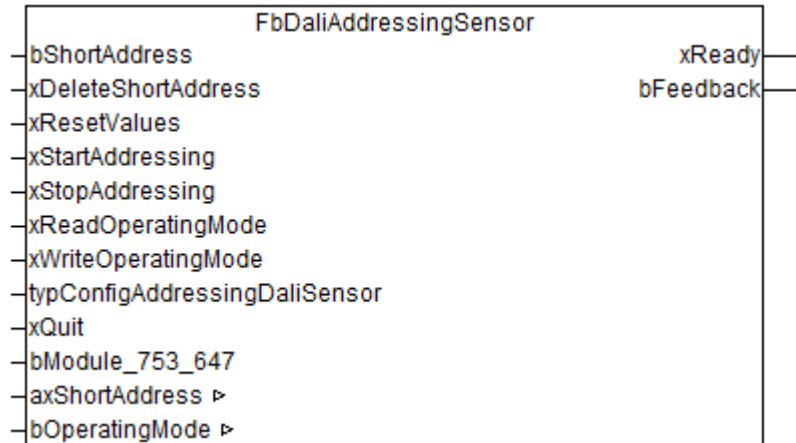 FbDaliAddressingSensor
bShortAddress xReady
xDeleteShortAddress bFeedback
xResetValues
xStartAddressing
xStopAddressing
xReadOperatingMode
xWriteOperatingMode
typConfigAddressingDaliSensor
xQuit
bModule_753_647
axShortAddress
bOperatingMode